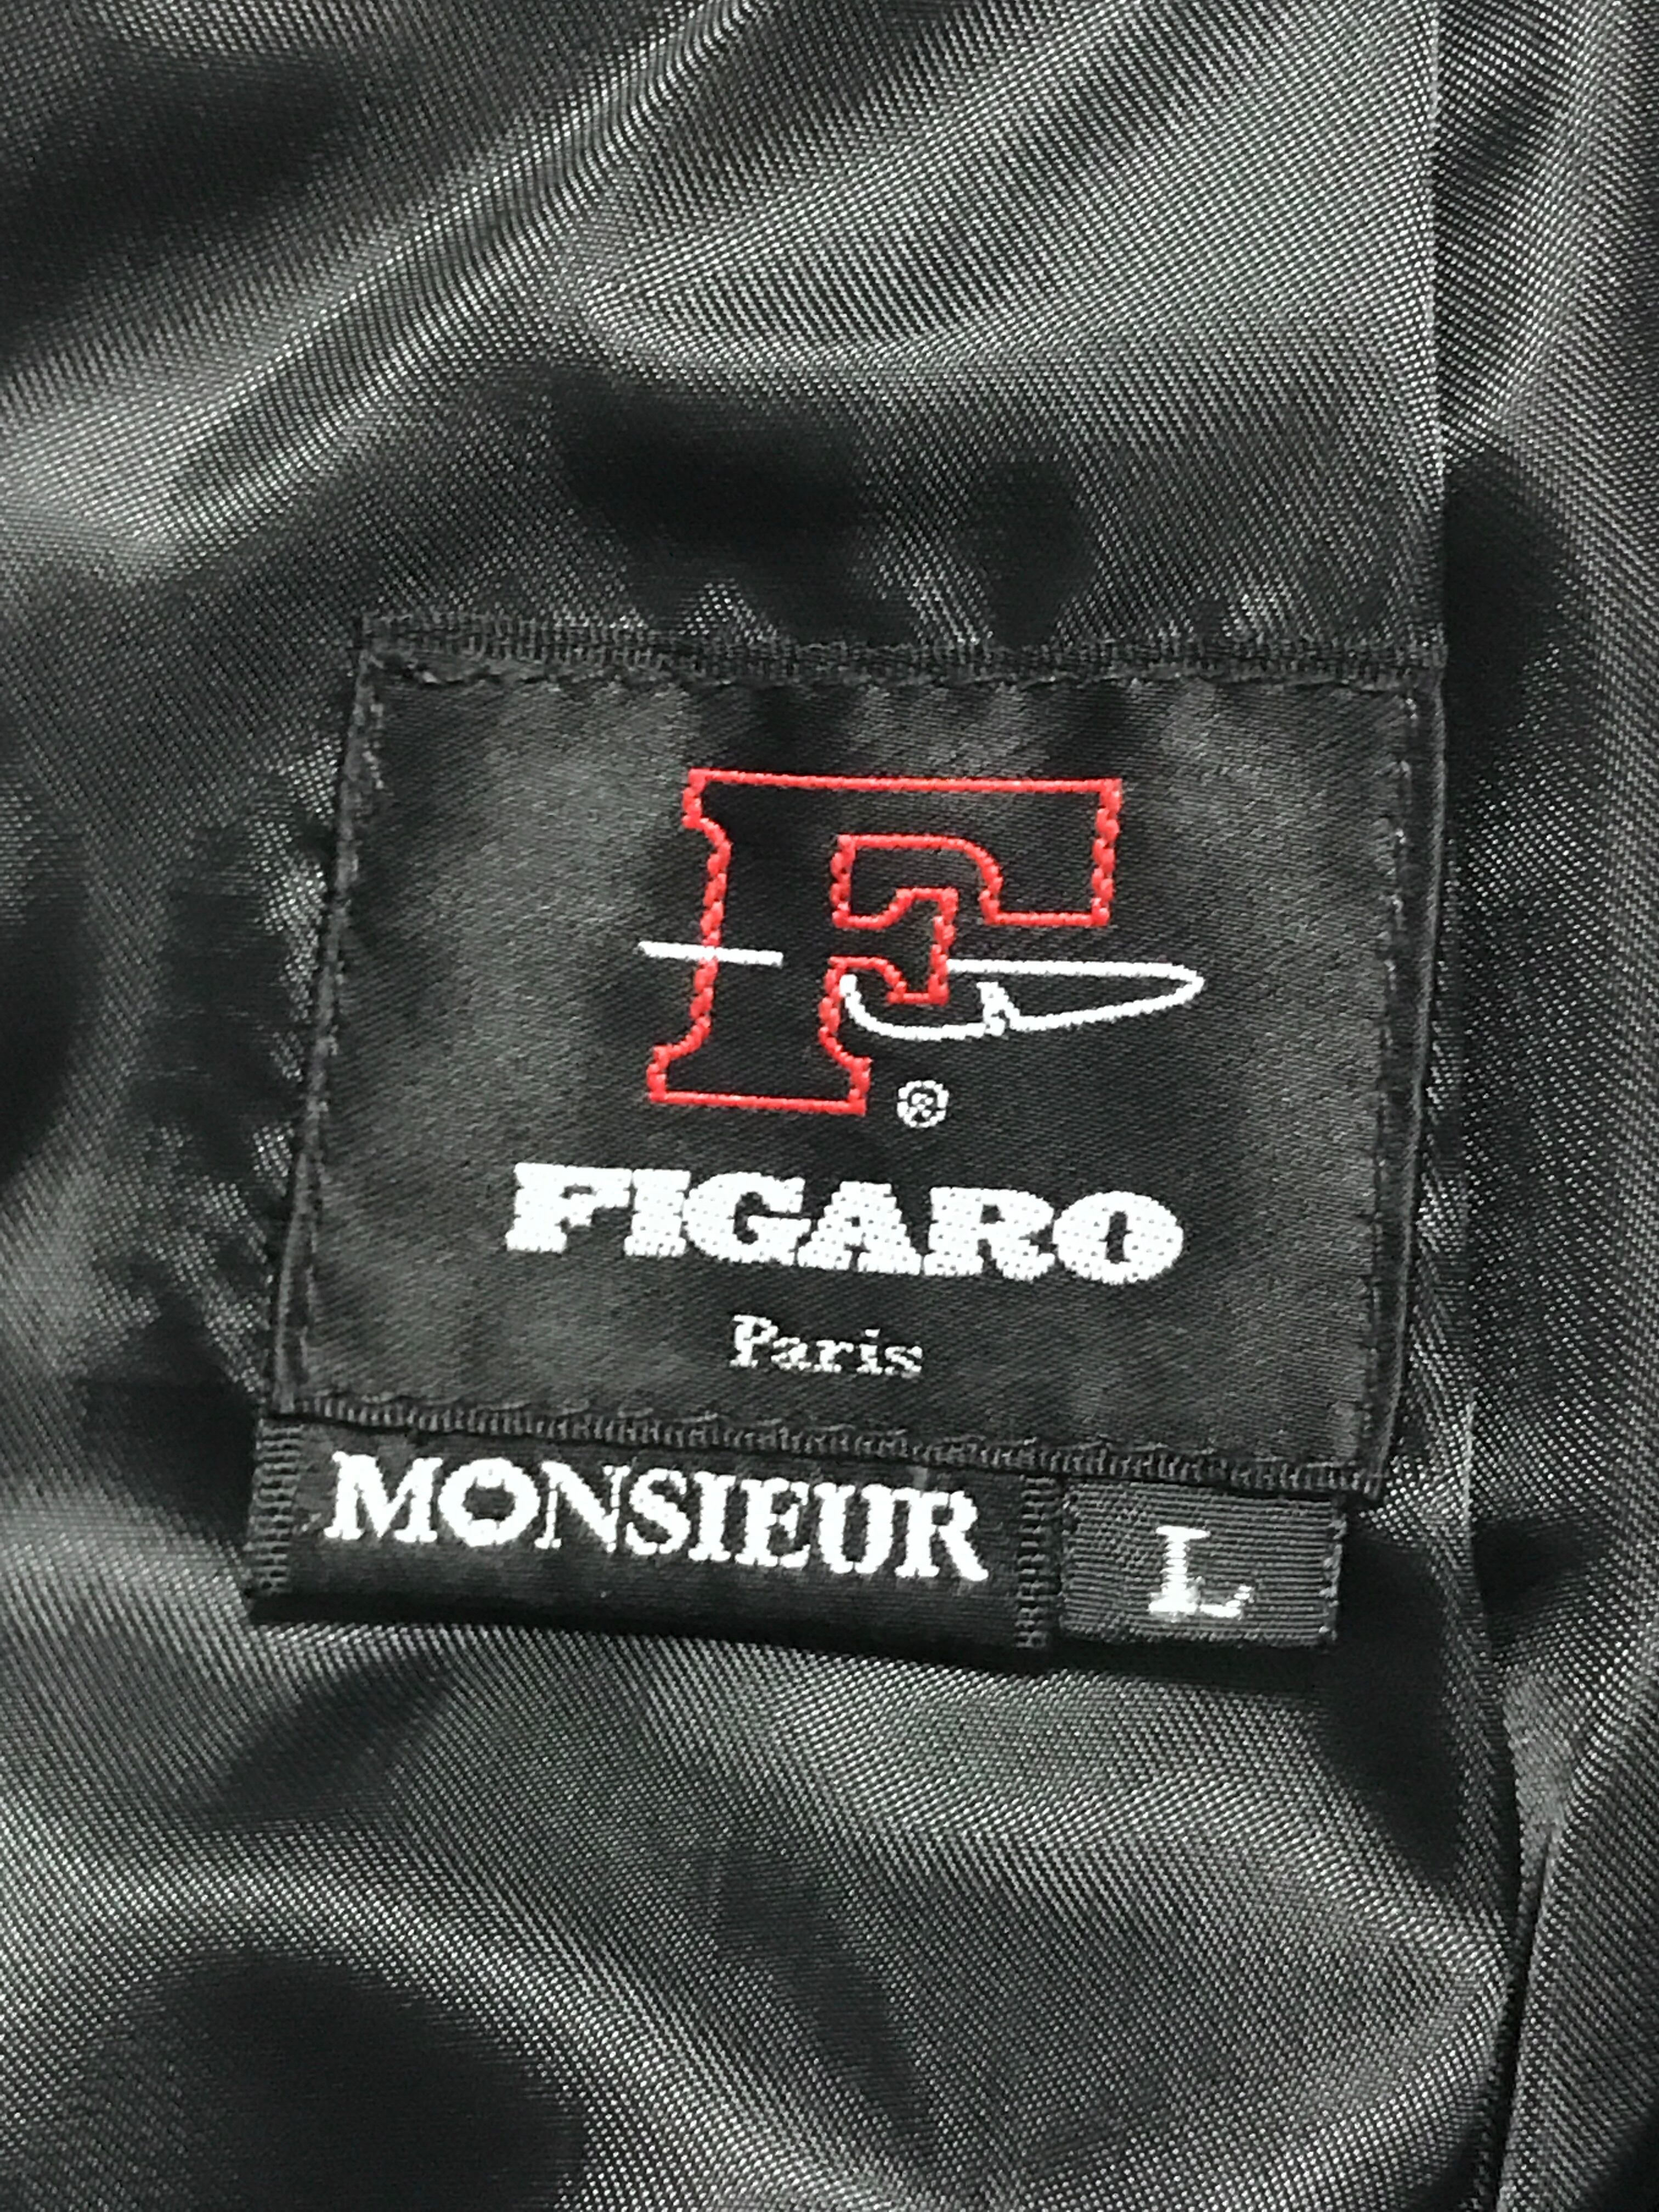 F
®
FIGARO
Paris
MONSIEUR L